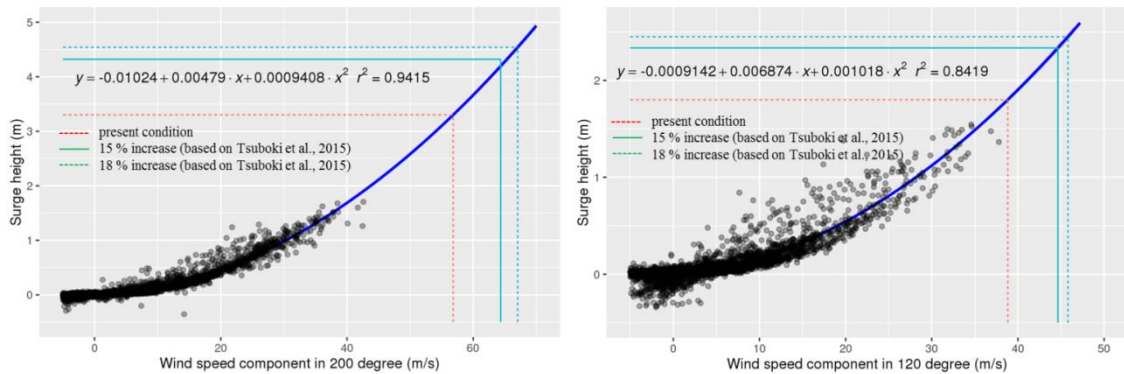 5
4
3
2
1
0
y = -0.01024 + 0.00479 · x + 0.0009408 · x² r² = 0.9415
present condition
15 % increase (based on Tsuboki et al., 2015)
18 % increase (based on Tsuboki et al., 2015)
Surge height (m)
0
20
40
60
Wind speed component in 200 degree (m/s)
2
1
0
y = -0.0009142 + 0.006874 · x + 0.001018 · x² r² = 0.8419
present condition
15 % increase (based on Tsuboki et al., 2015)
18 % increase (based on Tsuboki et al., 2015)
Surge height (m)
0
10
20
30
40
50
Wind speed component in 120 degree (m/s)